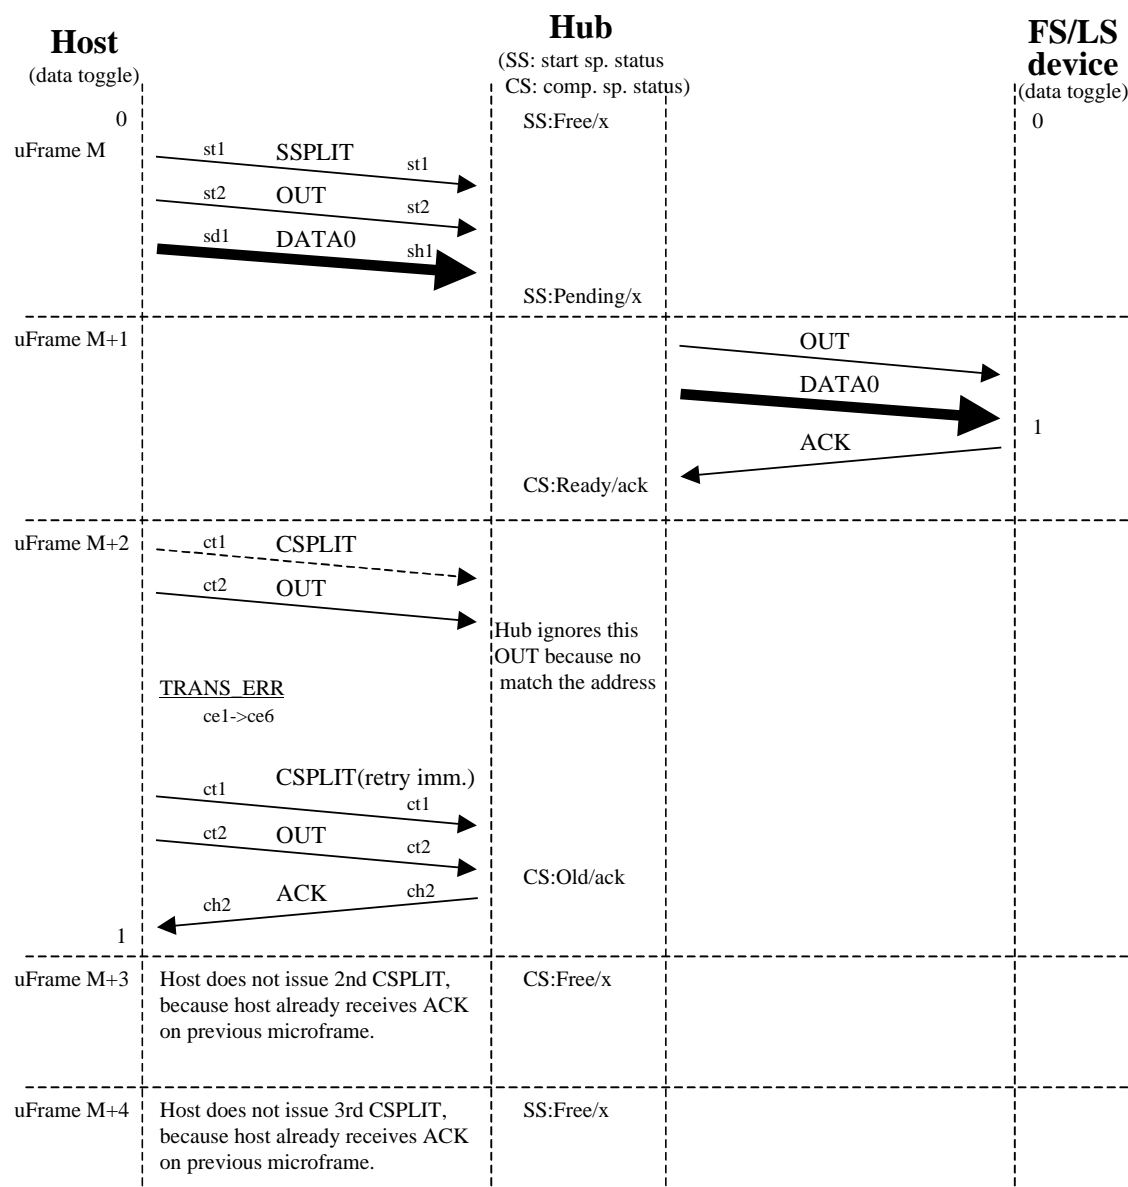 Host
(data toggle)
Hub
(SS: start sp. status
CS: comp. sp. status)
FS/LS
device
(data toggle)
0
SS:Free/x
0
uFrame M
st1
SSPLIT
st1
st2
OUT
st2
sd1
DATA0
sh1
SS:Pending/x
uFrame M+1
OUT
DATA0
1
ACK
CS:Ready/ack
uFrame M+2
ct1
CSPLIT
ct2
OUT
Hub ignores this
OUT because no
match the address
TRANS_ERR
ce1->ce6
CSPLIT(retry imm.)
ct1
ct1
ct2
OUT
ct2
CS:Old/ack
ACK
ch2
ch2
1
uFrame M+3
Host does not issue 2nd CSPLIT,
because host already receives ACK
on previous microframe.
CS:Free/x
uFrame M+4
Host does not issue 3rd CSPLIT,
because host already receives ACK
on previous microframe.
SS:Free/x